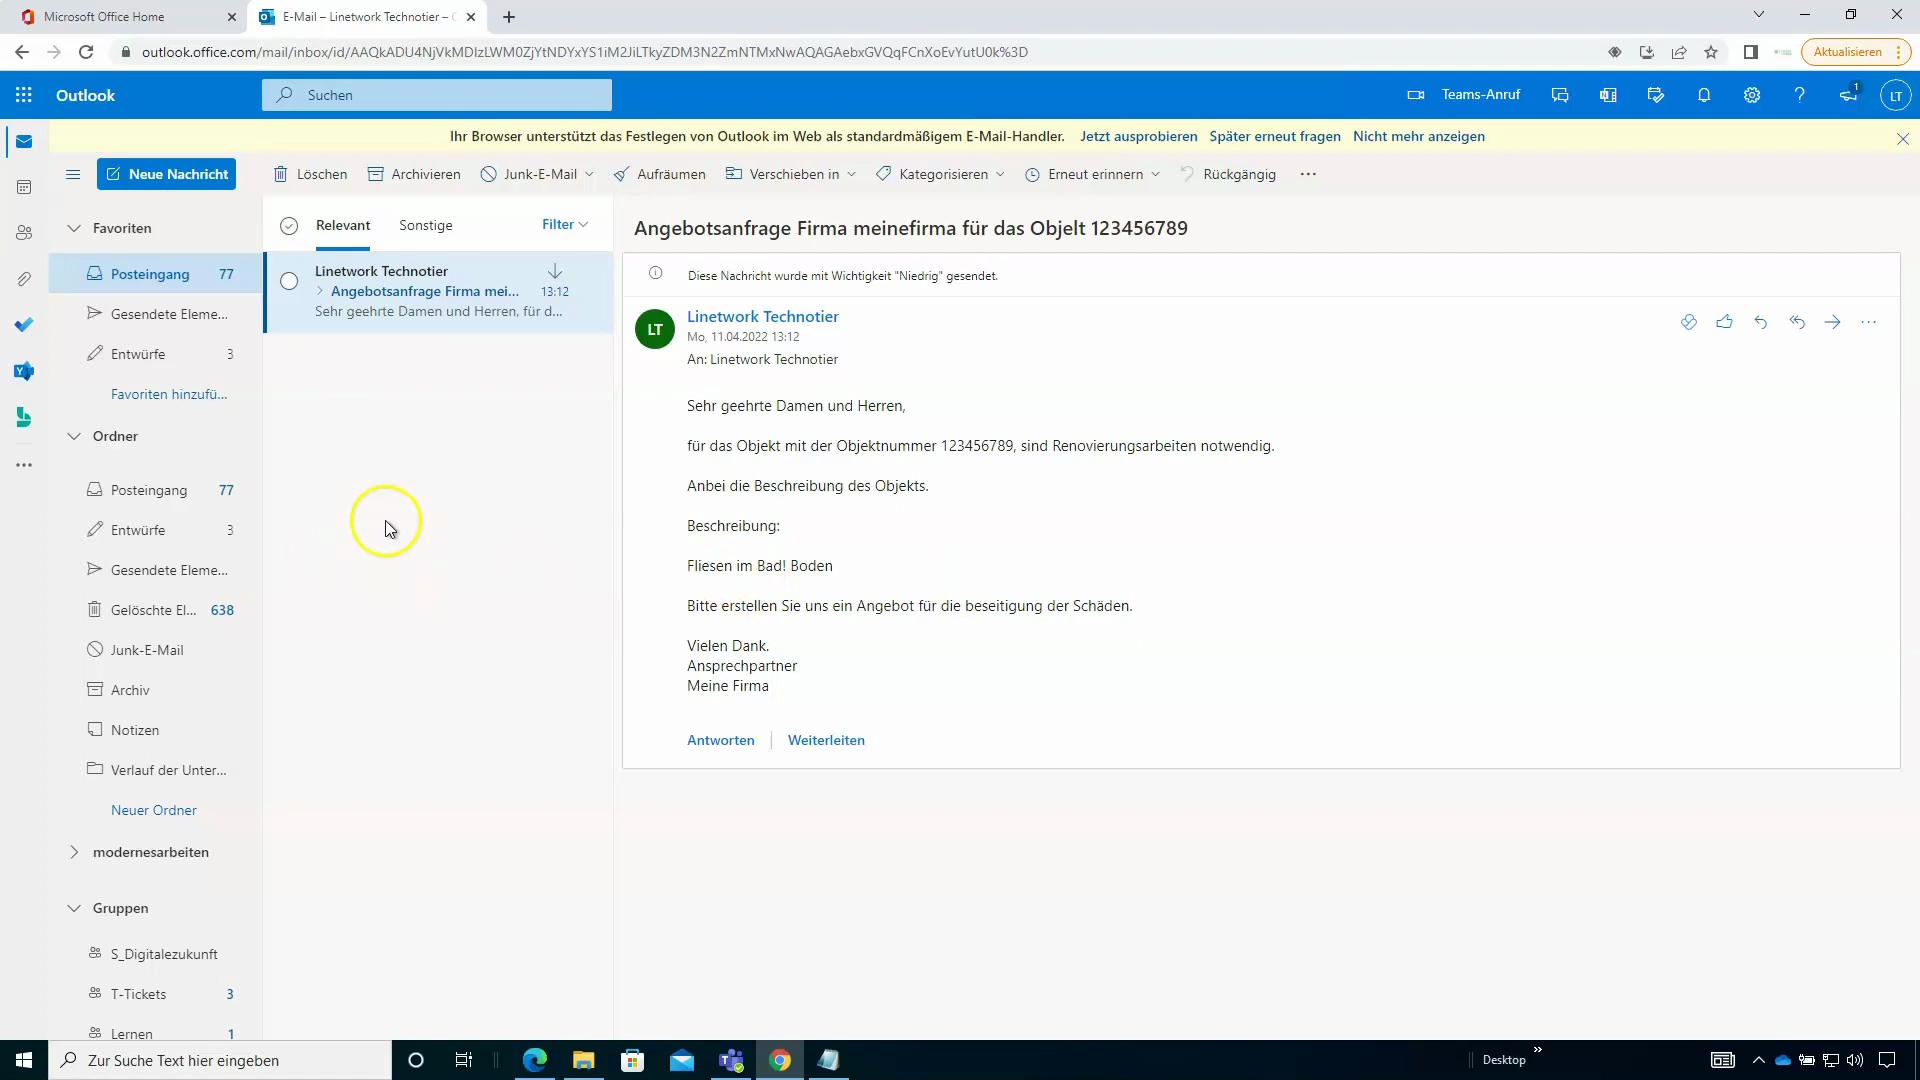 Microsoft Office Home
E-Mail – Linetwork Technotier –
outlook.office.com/mail/inbox/id/AAQkADU4NjVkMDIzLWM0ZjYtNDYxYS1iM2JiLTkyZDM3N2ZmNTMxNwAQAGAebxGVQqFCnXoEvYutU0k%3D
Aktualisieren
Outlook
Suchen
Teams-Anruf
1
LT
Ihr Browser unterstützt das Festlegen von Outlook im Web als standardmäßigem E-Mail-Handler. Jetzt ausprobieren Später erneut fragen Nicht mehr anzeigen
Neue Nachricht
Löschen Archivieren Junk-E-Mail Aufräumen Verschieben in Kategorisieren Erneut erinnern Rückgängig
Favoriten
Posteingang 77
Gesendete Eleme...
Entwürfe 3
Favoriten hinzufü...
Ordner
Posteingang 77
Entwürfe 3
Gesendete Eleme...
Gelöschte El... 638
Junk-E-Mail
Archiv
Notizen
Verlauf der Unter...
Neuer Ordner
modernesarbeiten
Gruppen
S_Digitalezukunft
T-Tickets 3
Lernen 1
Relevant Sonstige Filter
Linetwork Technotier
Angebotsanfrage Firma mei... 13:12
Sehr geehrte Damen und Herren, für d...
Angebotsanfrage Firma meinefirma für das Objelt 123456789
Diese Nachricht wurde mit Wichtigkeit "Niedrig" gesendet.
LT
Linetwork Technotier
Mo, 11.04.2022 13:12
An: Linetwork Technotier
Sehr geehrte Damen und Herren,
für das Objekt mit der Objektnummer 123456789, sind Renovierungsarbeiten notwendig.
Anbei die Beschreibung des Objekts.
Beschreibung:
Fliesen im Bad! Boden
Bitte erstellen Sie uns ein Angebot für die beseitigung der Schäden.
Vielen Dank.
Ansprechpartner
Meine Firma
Antworten Weiterleiten
Zur Suche Text hier eingeben
Desktop